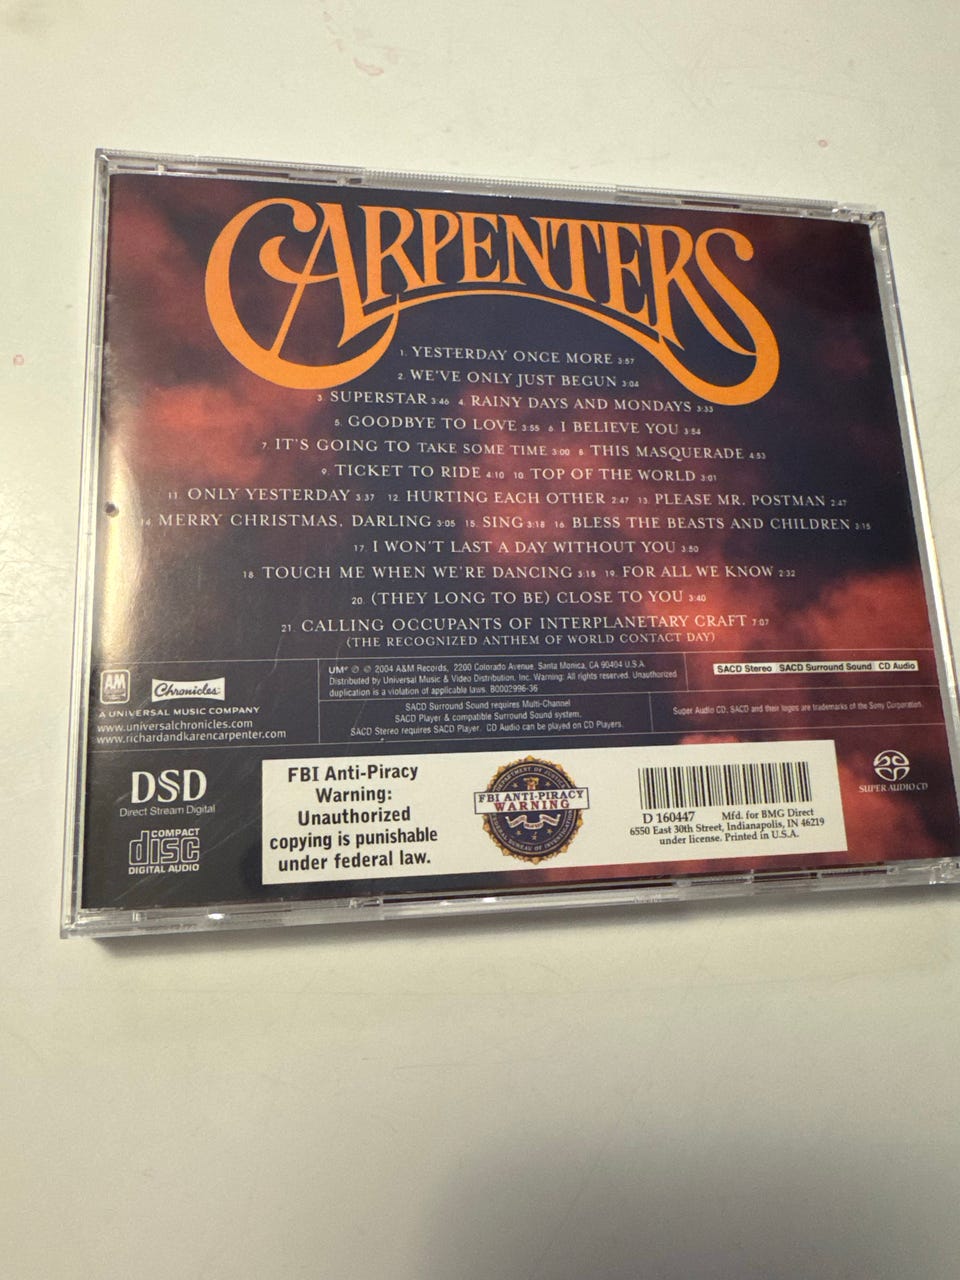 CARPENTERS
1. YESTERDAY ONCE MORE 3:57
2. WE'VE ONLY JUST BEGUN 3:04
3. SUPERSTAR 3:46 4. RAINY DAYS AND MONDAYS 3:33
5. GOODBYE TO LOVE 3:55 6. I BELIEVE YOU 3:54
7. IT'S GOING TO TAKE SOME TIME 3:00 8. THIS MASQUERADE 4:53
9. TICKET TO RIDE 4:10 10. TOP OF THE WORLD 3:01
11. ONLY YESTERDAY 3:37 12. HURTING EACH OTHER 2:47 13. PLEASE MR. POSTMAN 2:47
14. MERRY CHRISTMAS, DARLING 3:05 15. SING 3:18 16. BLESS THE BEASTS AND CHILDREN 3:15
17. I WON'T LAST A DAY WITHOUT YOU 3:50
18. TOUCH ME WHEN WE'RE DANCING 3:18 19. FOR ALL WE KNOW 2:32
20. (THEY LONG TO BE) CLOSE TO YOU 3:40
21. CALLING OCCUPANTS OF INTERPLANETARY CRAFT 7:07
(THE RECOGNIZED ANTHEM OF WORLD CONTACT DAY)
AM
Chronicles
A UNIVERSAL MUSIC COMPANY
www.universalchronicles.com
www.richardandkarencarpenter.com
UMe ℗ © 2004 A&M Records, 2200 Colorado Avenue, Santa Monica, CA 90404 U.S.A.
Distributed by Universal Music & Video Distribution, Inc. Warning: All rights reserved. Unauthorized
duplication is a violation of applicable laws. B0002996-36
SACD Stereo SACD Surround Sound CD Audio
SACD Surround Sound requires Multi-Channel
SACD Player & compatible Surround Sound system.
SACD Stereo requires SACD Player. CD Audio can be played on CD Players.
Super Audio CD, SACD and their logos are trademarks of the Sony Corporation.
DSD
Direct Stream Digital
COMPACT
disc
DIGITAL AUDIO
FBI Anti-Piracy
Warning:
Unauthorized
copying is punishable
under federal law.
DEPARTMENT OF JUSTICE
FBI ANTI-PIRACY
WARNING
FEDERAL BUREAU OF INVESTIGATION
D 160447 Mfd. for BMG Direct
6550 East 30th Street, Indianapolis, IN 46219
under license. Printed in U.S.A.
SUPER AUDIO CD